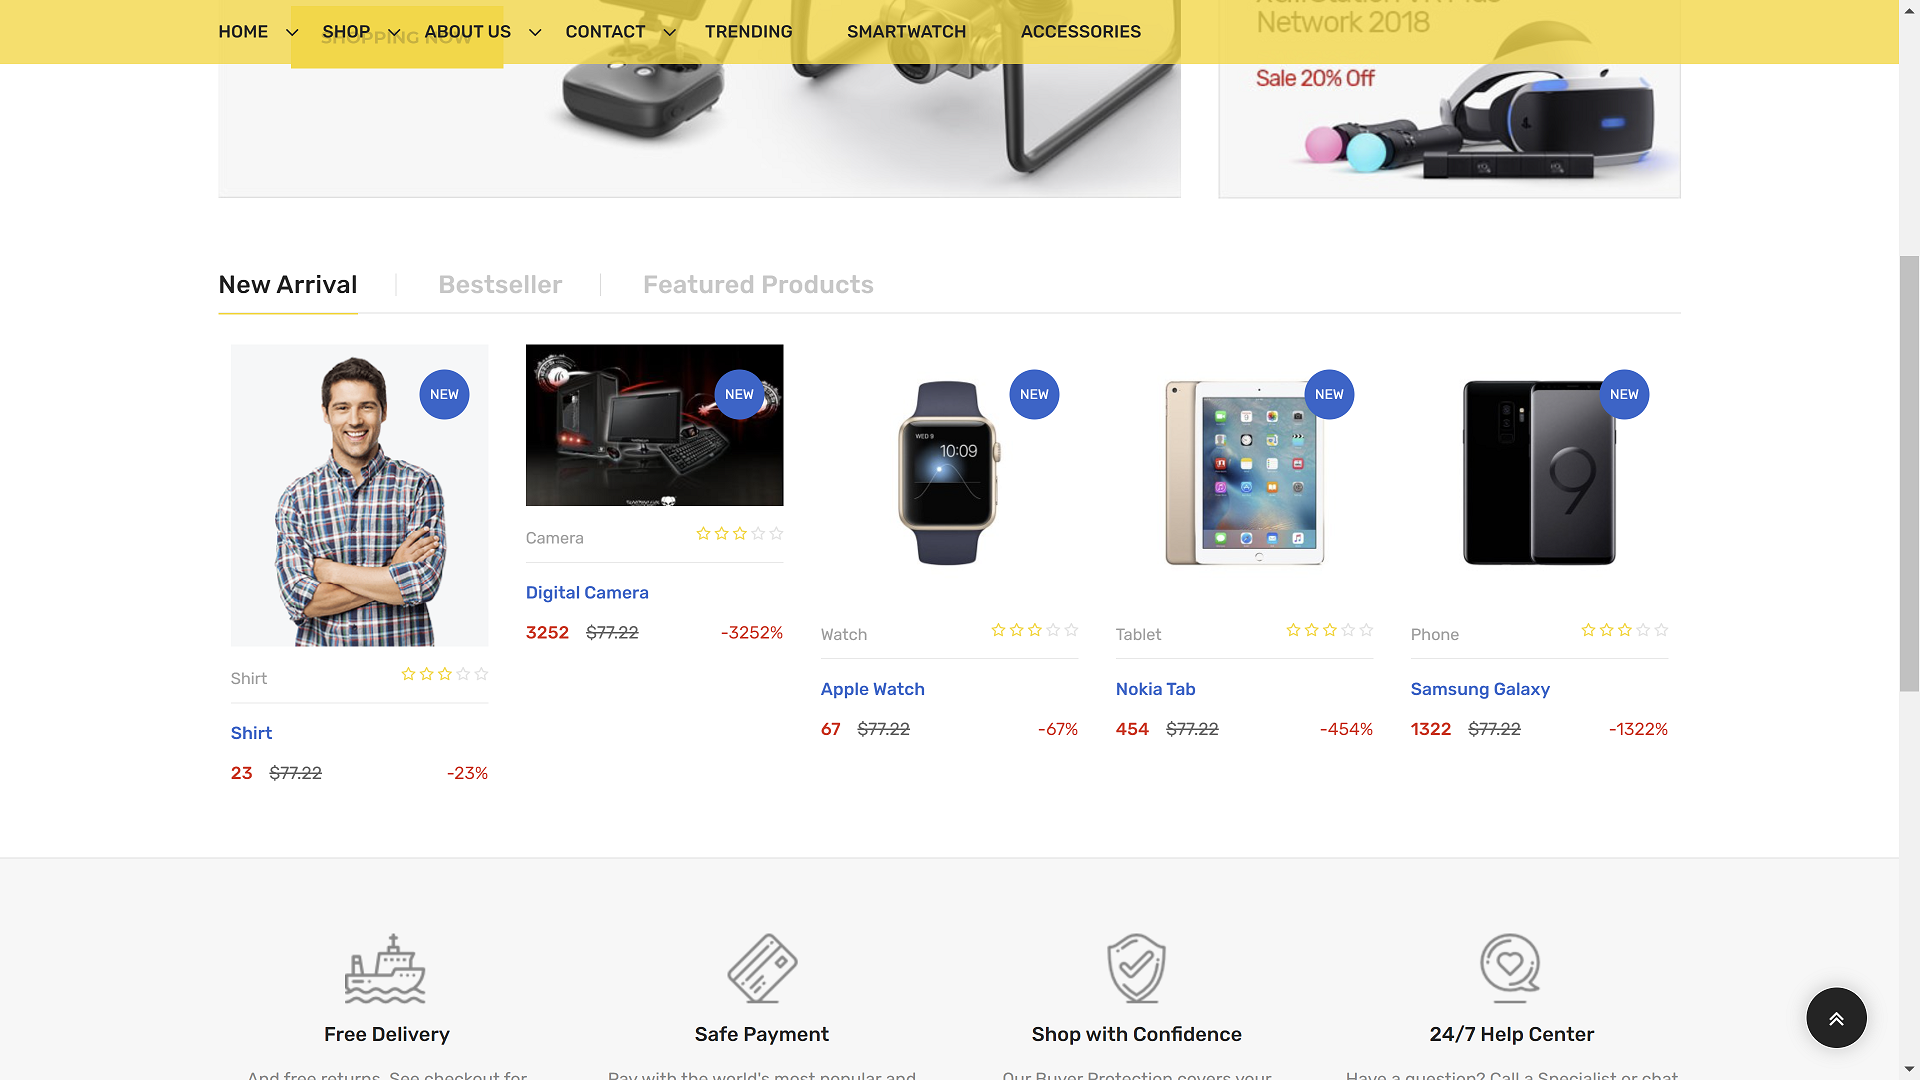 HOME SHOP ABOUT US CONTACT TRENDING SMARTWATCH ACCESSORIES
SHOPPING NOW
Network 2018
Sale 20% Off
New Arrival Bestseller Featured Products
NEW
NEW
NEW
WED 9
10:09
NEW
NEW
9
Shirt
Shirt
23 $77.22 -23%
Camera
Digital Camera
3252 $77.22 -3252%
Watch
Apple Watch
67 $77.22 -67%
Tablet
Nokia Tab
454 $77.22 -454%
Phone
Samsung Galaxy
1322 $77.22 -1322%
Free Delivery
And free returns. See checkout for
Safe Payment
Pay with the world's most popular and
Shop with Confidence
Our Buyer Protection covers your
24/7 Help Center
Have a question? Call a Specialist or chat